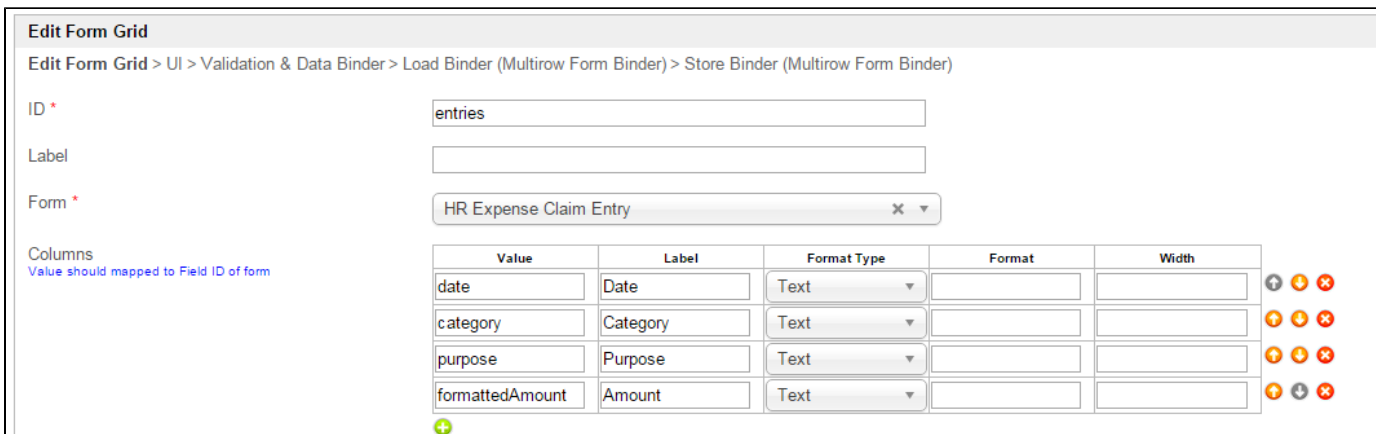 Edit Form Grid
Edit Form Grid > UI > Validation & Data Binder > Load Binder (Multirow Form Binder) > Store Binder (Multirow Form Binder)
ID *
entries
Label
Form *
HR Expense Claim Entry
Columns
Value should mapped to Field ID of form
Value Label Format Type Format Width
date Date Text
category Category Text
purpose Purpose Text
formattedAmount Amount Text